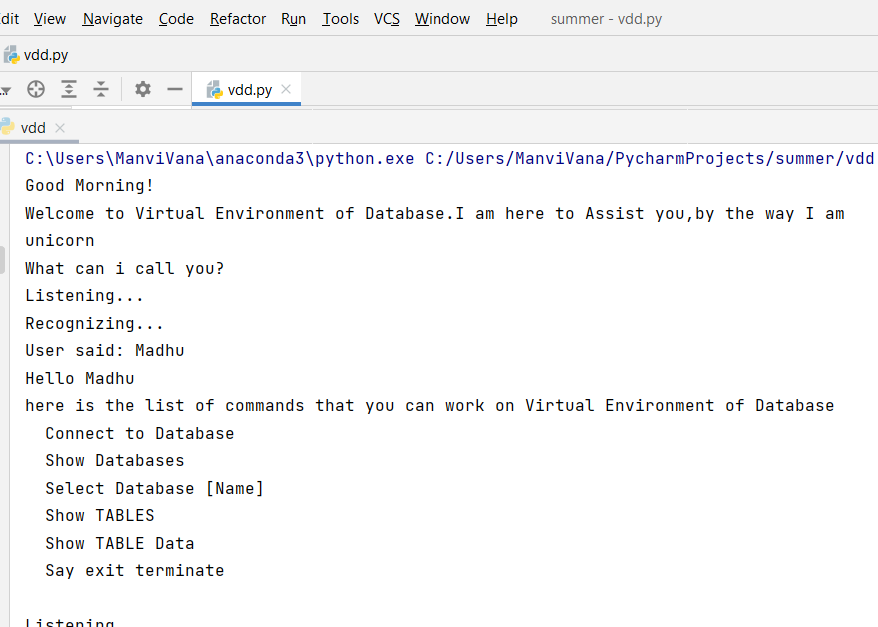 dit View Navigate Code Refactor Run Tools VCS Window Help summer - vdd.py
vdd.py
vdd.py
vdd
C:\Users\ManviVana\anaconda3\python.exe C:/Users/ManviVana/PycharmProjects/summer/vdd
Good Morning!
Welcome to Virtual Environment of Database.I am here to Assist you,by the way I am
unicorn
What can i call you?
Listening...
Recognizing...
User said: Madhu
Hello Madhu
here is the list of commands that you can work on Virtual Environment of Database
Connect to Database
Show Databases
Select Database [Name]
Show TABLES
Show TABLE Data
Say exit terminate
Listening